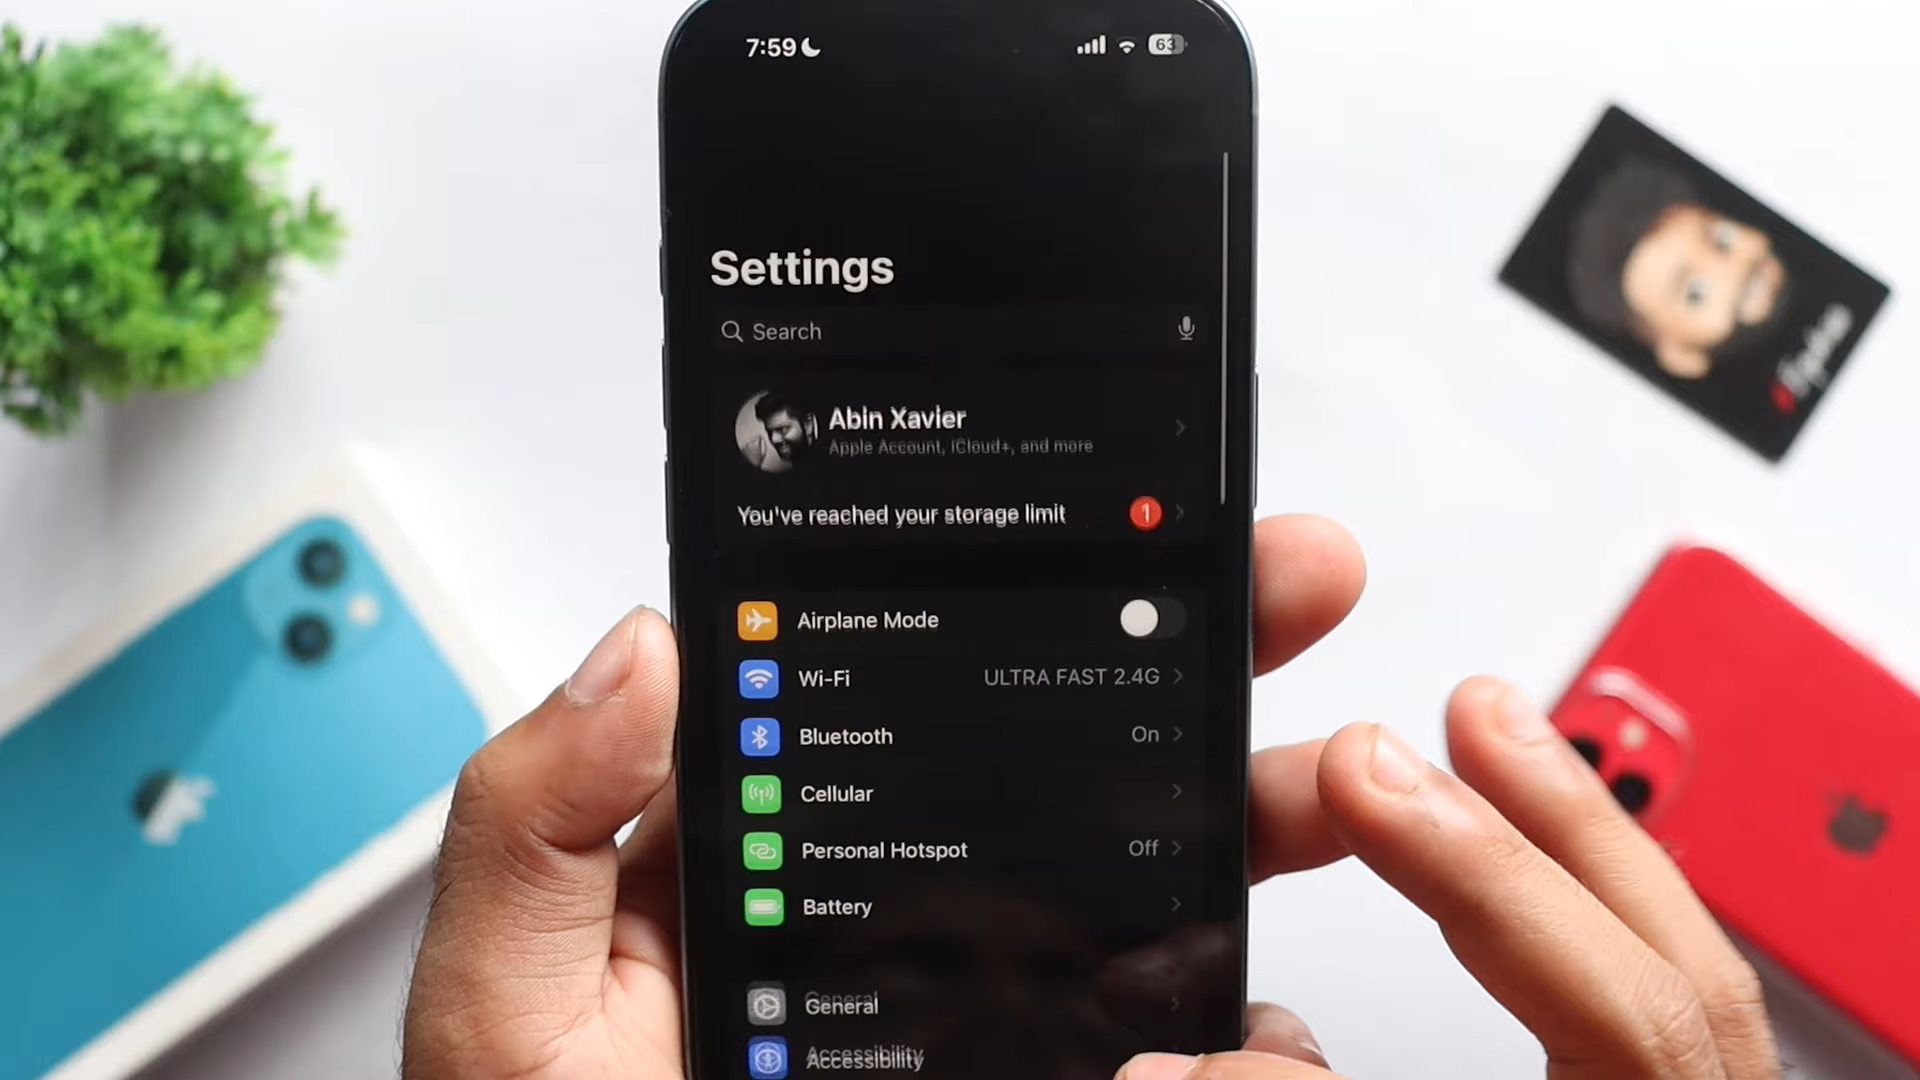 7:59
63
Settings
Search
Abin Xavier
Apple Account, iCloud+, and more
You've reached your storage limit
1
Airplane Mode
Wi-Fi
ULTRA FAST 2.4G
Bluetooth
On
Cellular
Personal Hotspot
Off
Battery
General
Accessibility